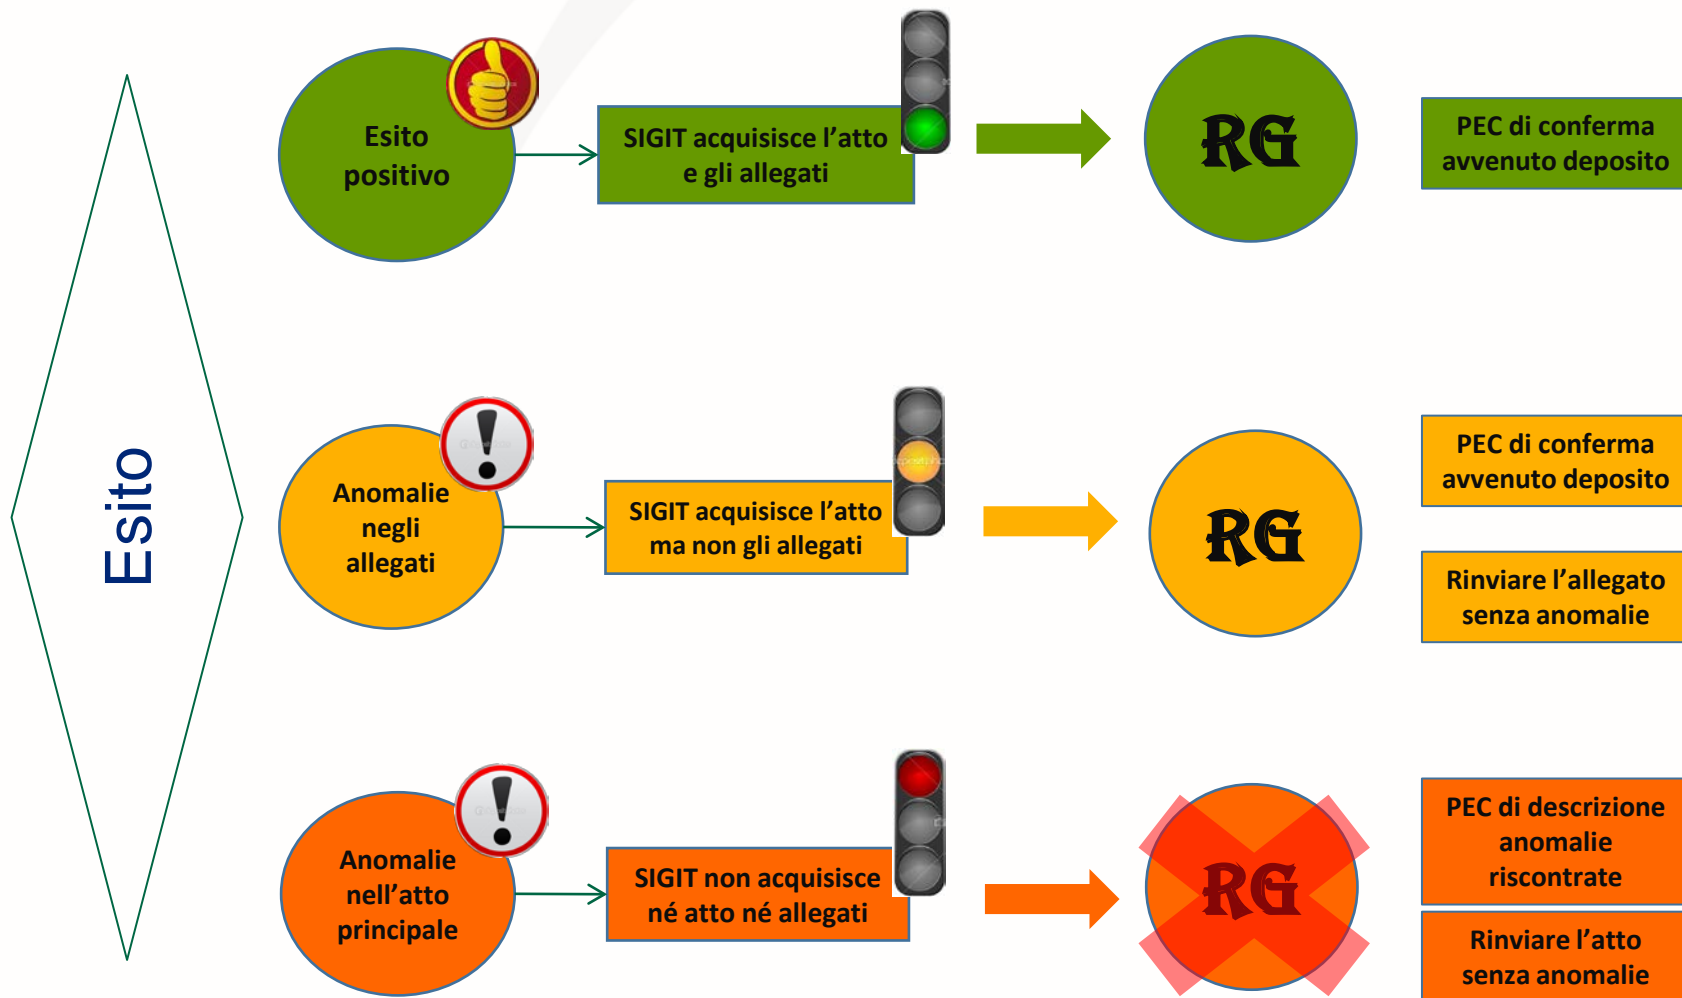 Esito
Esito
positivo
SIGIT acquisisce l’atto
e gli allegati
RG
PEC di conferma
avvenuto deposito
Anomalie
negli
allegati
SIGIT acquisisce l’atto
ma non gli allegati
RG
PEC di conferma
avvenuto deposito
Rinviare l’allegato
senza anomalie
Anomalie
nell’atto
principale
SIGIT non acquisisce
né atto né allegati
RG
PEC di descrizione
anomalie
riscontrate
Rinviare l’atto
senza anomalie